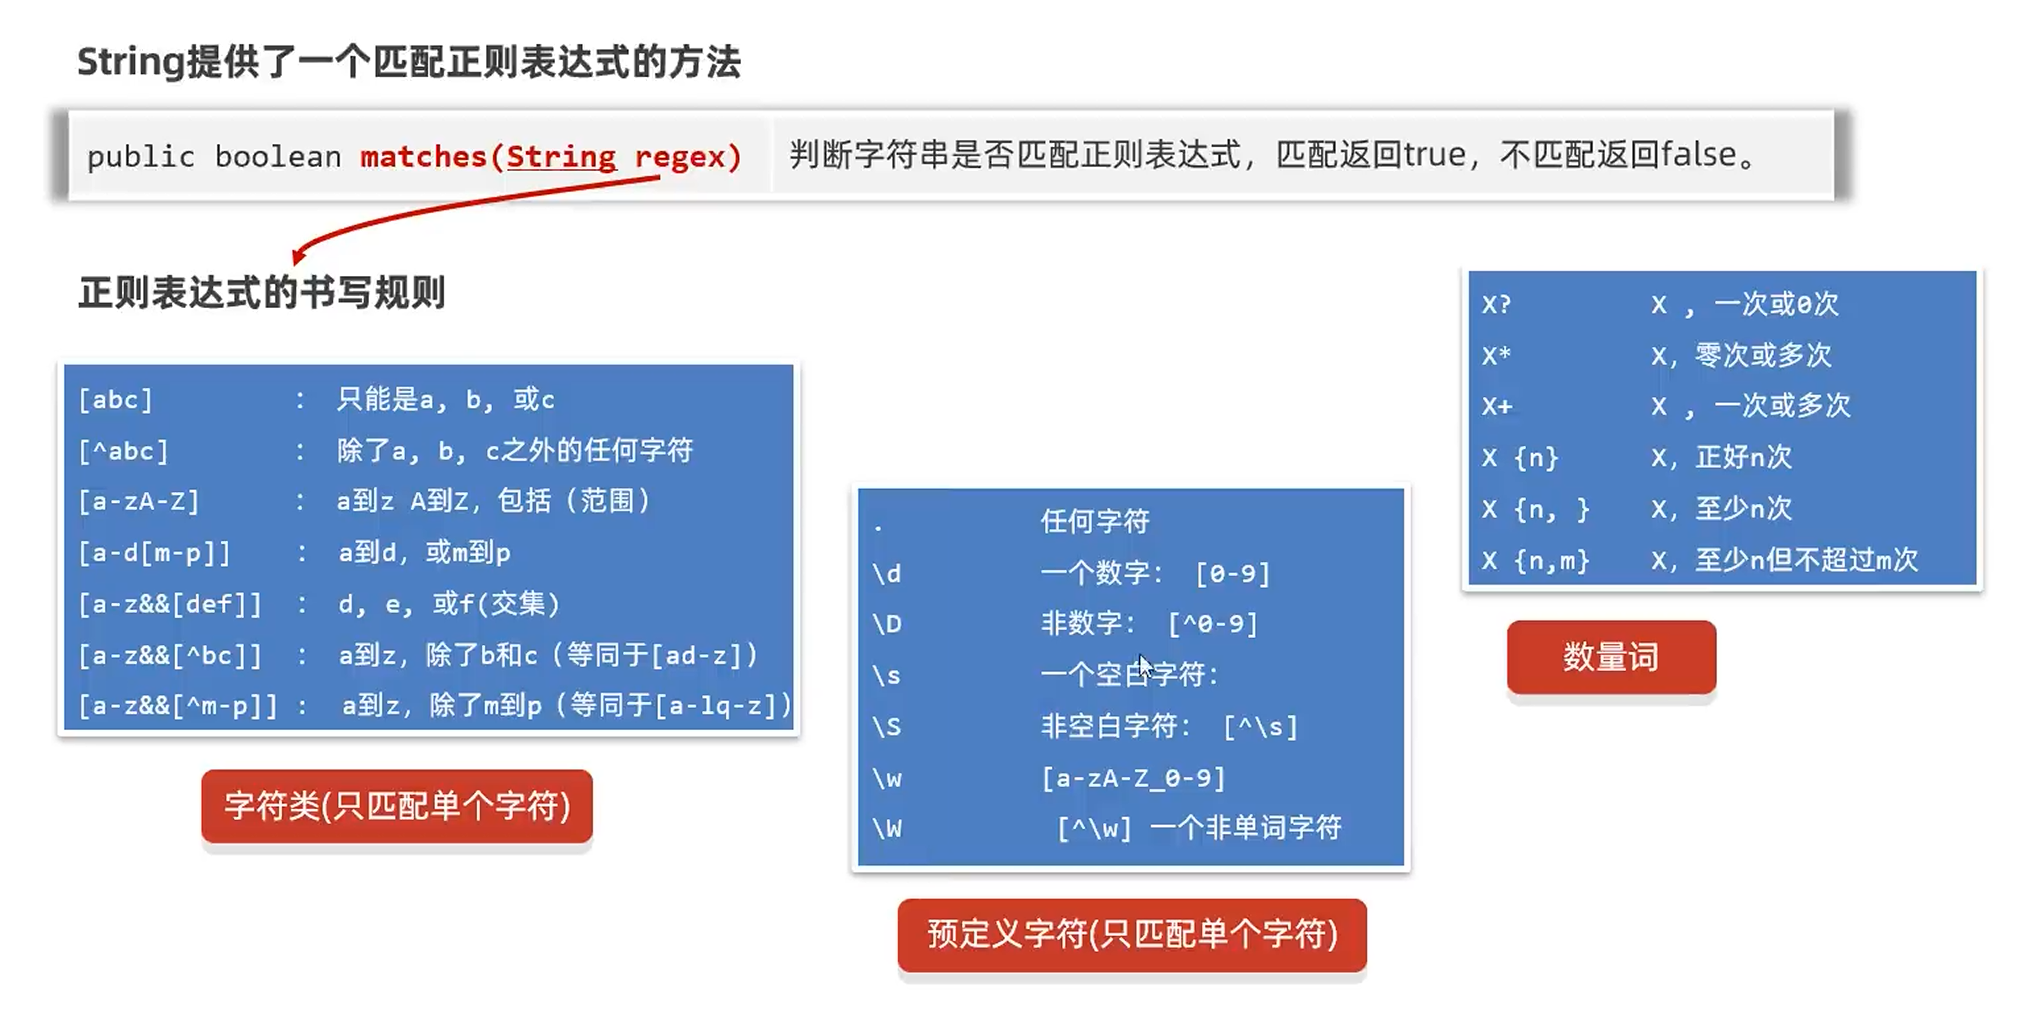 String提供了一个匹配正则表达式的方法
public boolean matches(String regex) 判断字符串是否匹配正则表达式，匹配返回true，不匹配返回false。
正则表达式的书写规则
[abc] : 只能是a, b, 或c
[^abc] : 除了a, b, c之外的任何字符
[a-zA-Z] : a到z A到Z，包括（范围）
[a-d[m-p]] : a到d，或m到p
[a-z&&[def]] : d, e, 或f(交集)
[a-z&&[^bc]] : a到z，除了b和c（等同于[ad-z]）
[a-z&&[^m-p]] : a到z，除了m到p（等同于[a-lq-z]）
字符类(只匹配单个字符)
. 任何字符
\d 一个数字： [0-9]
\D 非数字： [^0-9]
\s 一个空白字符：
\S 非空白字符： [^\s]
\w [a-zA-Z_0-9]
\W [^\w] 一个非单词字符
预定义字符(只匹配单个字符)
X? X , 一次或0次
X* X, 零次或多次
X+ X , 一次或多次
X {n} X, 正好n次
X {n, } X, 至少n次
X {n,m} X, 至少n但不超过m次
数量词